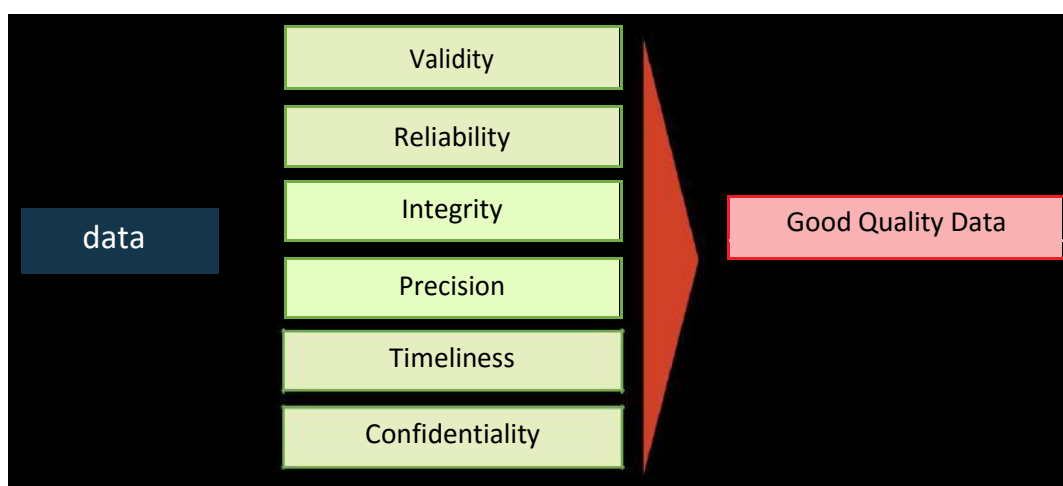 data
Validity
Reliability
Integrity
Precision
Timeliness
Confidentiality
Good Quality Data